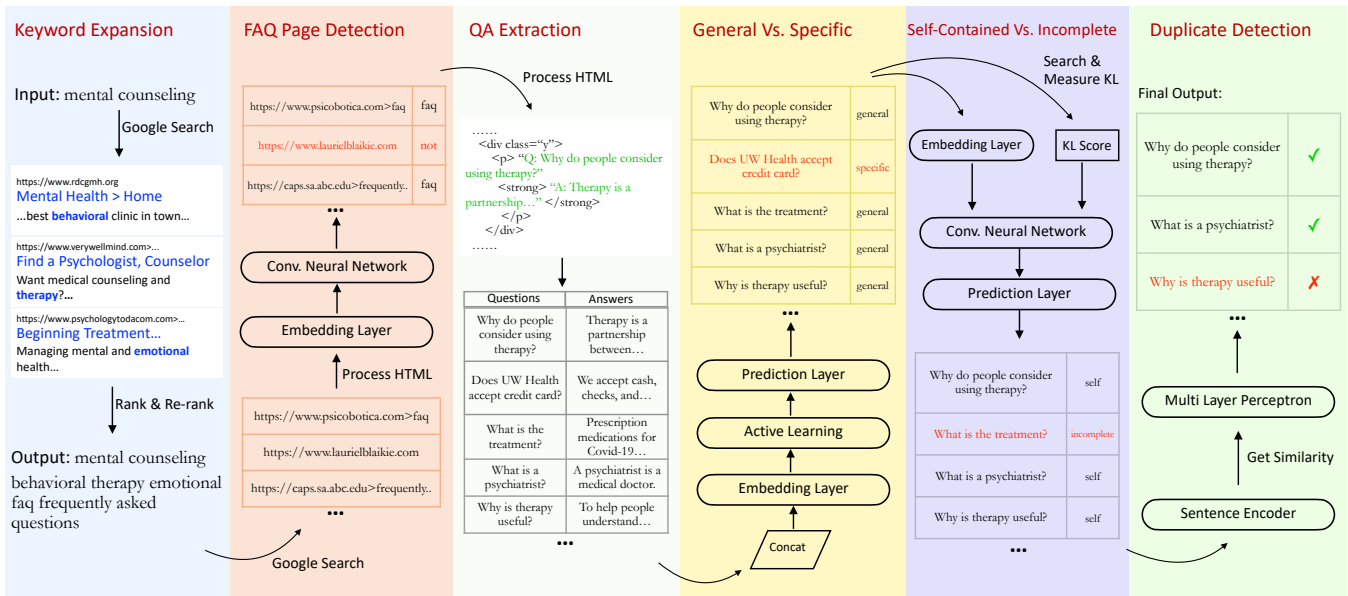 Keyword Expansion
Input: mental counseling
Google Search
https://www.rdcgmh.org
Mental Health > Home
...best behavioral clinic in town...
https://www.verywellmind.com>...
Find a Psychologist, Counselor
Want medical counseling and
therapy?...
https://www.psychologytodacom>...
Beginning Treatment...
Managing mental and emotional
health...
Rank & Re-rank
Output: mental counseling
behavioral therapy emotional
faq frequently asked
questions
FAQ Page Detection
https://www.psicobotica.com>faq
faq
https://www.laurielblaikie.com
not
https://caps.sa.abc.edu>frequently..
faq
...
Conv. Neural Network
Embedding Layer
Process HTML
https://www.psicobotica.com>faq
https://www.laurielblaikie.com
https://caps.sa.abc.edu>frequently..
...
Google Search
QA Extraction
Process HTML
......
<div class=“y”>
<p> “Q: Why do people consider
using therapy?”
<strong> “A: Therapy is a
partnership…” </strong>
</p>
</div>
......
Questions
Answers
Why do people
consider using
therapy?
Therapy is a
partnership
between…
Does UW Health
accept credit card?
We accept cash,
checks, and…
What is the
treatment?
Prescription
medications for
Covid-19…
What is a
psychiatrist?
A psychiatrist is a
medical doctor.
Why is therapy
useful?
To help people
understand…
...
General Vs. Specific
Why do people consider
using therapy?
general
Does UW Health accept
credit card?
specific
What is the treatment?
general
What is a psychiatrist?
general
Why is therapy useful?
general
...
Prediction Layer
Active Learning
Embedding Layer
Concat
Self-Contained Vs. Incomplete
Search &
Measure KL
Embedding Layer
KL Score
Conv. Neural Network
Prediction Layer
Why do people consider
using therapy?
self
What is the treatment?
incomplete
What is a psychiatrist?
self
Why is therapy useful?
self
...
Duplicate Detection
Final Output:
Why do people consider
using therapy?
✓
What is a psychiatrist?
✓
Why is therapy useful?
✗
...
Multi Layer Perceptron
Get Similarity
Sentence Encoder